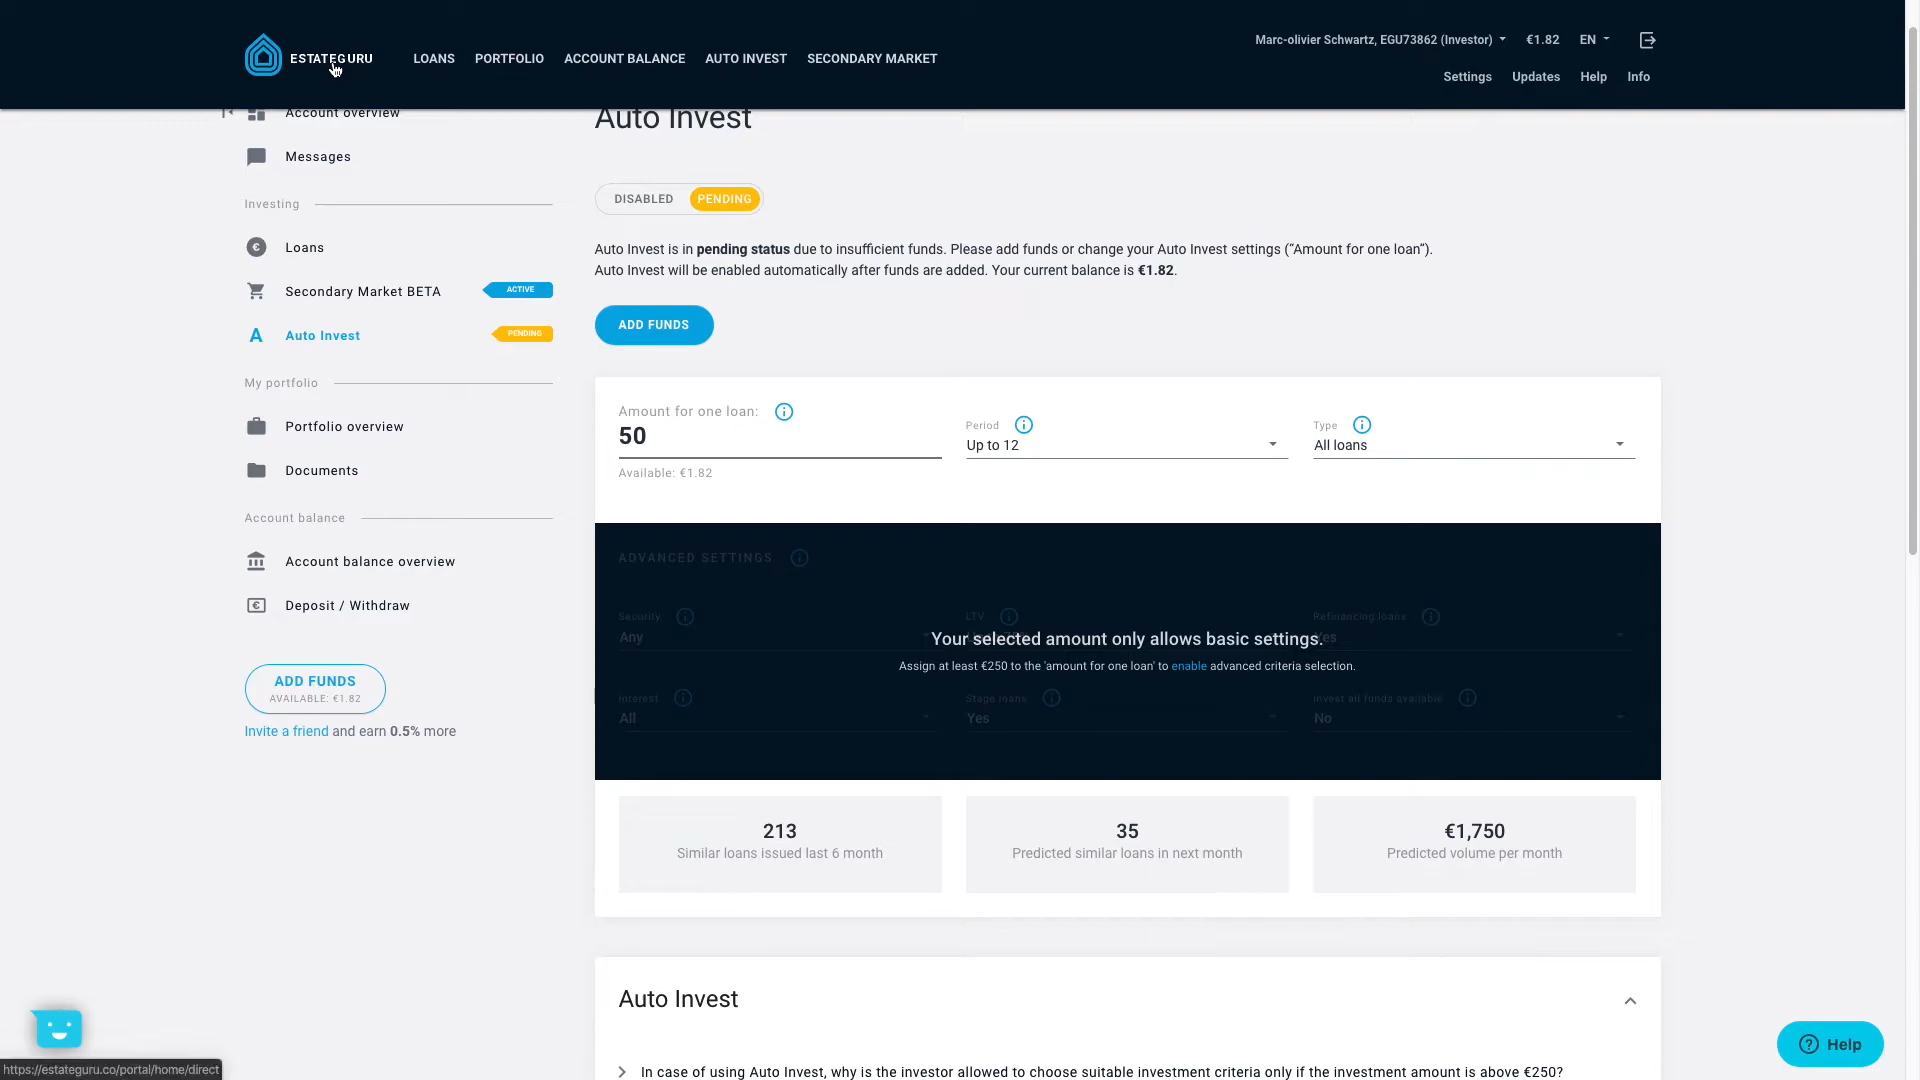 ESTATEGURU
LOANS
PORTFOLIO
ACCOUNT BALANCE
AUTO INVEST
SECONDARY MARKET
Marc-olivier Schwartz, EGU73862 (Investor)
€1.82
EN
Settings
Updates
Help
Info
Account overview
Messages
Investing
Loans
Secondary Market BETA
ACTIVE
A
Auto Invest
PENDING
My portfolio
Portfolio overview
Documents
Account balance
Account balance overview
Deposit / Withdraw
ADD FUNDS
AVAILABLE: €1.82
Invite a friend and earn 0.5% more
Auto Invest
DISABLED
PENDING
Auto Invest is in pending status due to insufficient funds. Please add funds or change your Auto Invest settings (“Amount for one loan”).
Auto Invest will be enabled automatically after funds are added. Your current balance is €1.82.
ADD FUNDS
Amount for one loan:
50
Available: €1.82
Period
Up to 12
Type
All loans
ADVANCED SETTINGS
Security
Any
LTV
Refinancing loans
Yes
Your selected amount only allows basic settings.
Assign at least €250 to the 'amount for one loan' to enable advanced criteria selection.
Interest
All
Stage loans
Yes
Invest all funds available
No
213
Similar loans issued last 6 month
35
Predicted similar loans in next month
€1,750
Predicted volume per month
Auto Invest
In case of using Auto Invest, why is the investor allowed to choose suitable investment criteria only if the investment amount is above €250?
Help
https://estateguru.co/portal/home/direct